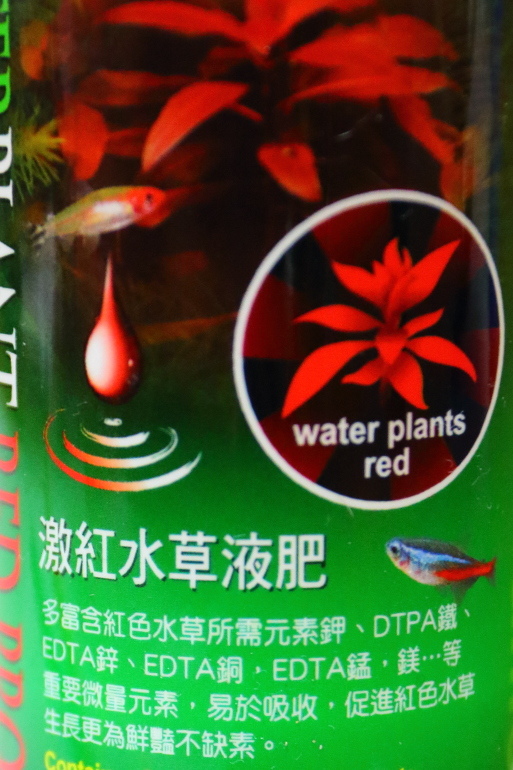 PLANT RED PRO
water plants
red
激紅水草液肥
多富含紅色水草所需元素鉀、DTPA鐵、
EDTA鋅、EDTA銅，EDTA錳，鎂…等
重要微量元素，易於吸收，促進紅色水草
生長更為鮮豔不缺素。